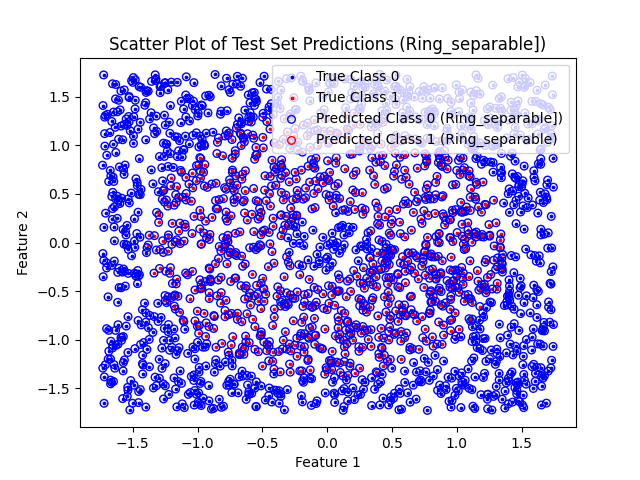 Scatter Plot of Test Set Predictions (Ring_separable])
True Class 0
True Class 1
Predicted Class 0 (Ring_separable])
Predicted Class 1 (Ring_separable)
1.5
1.0
0.5
0.0
−0.5
−1.0
−1.5
Feature 2
−1.5 −1.0 −0.5 0.0 0.5 1.0 1.5
Feature 1